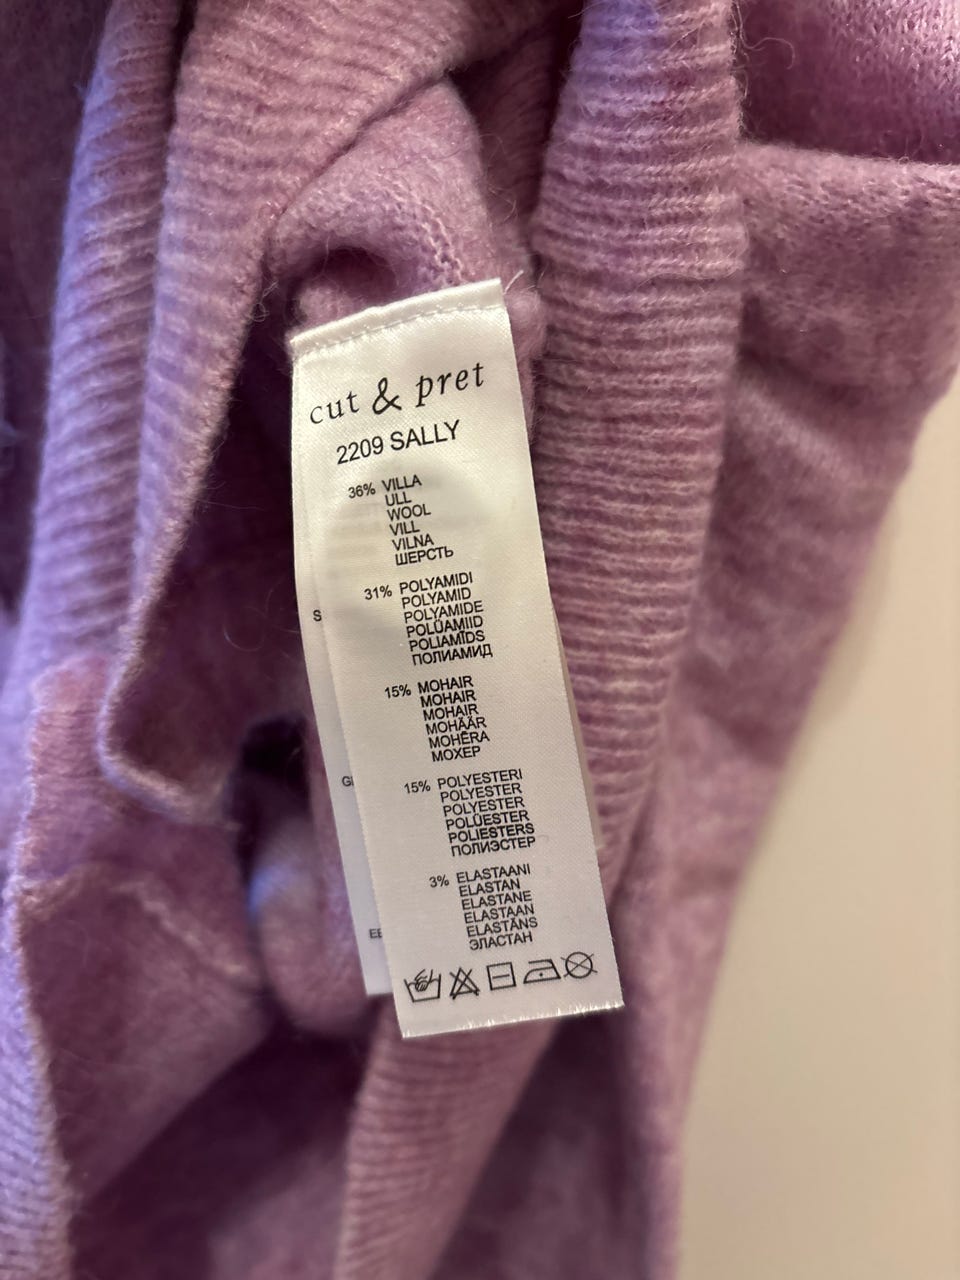 cut & pret
2209 SALLY
36% VILLA
ULL
WOOL
VILL
VILNA
ШЕРСТЬ
31% POLYAMIDI
POLYAMID
POLYAMIDE
POLÜAMIID
POLIAMĪDS
ПОЛИАМИД
15% MOHAIR
MOHAIR
MOHAIR
MOHÄÄR
MOHĒRA
МОХЕР
15% POLYESTERI
POLYESTER
POLYESTER
POLÜESTER
POLIESTERS
ПОЛИЭСТЕР
3% ELASTAANI
ELASTAN
ELASTANE
ELASTAAN
ELASTĀNS
ЭЛАСТАН